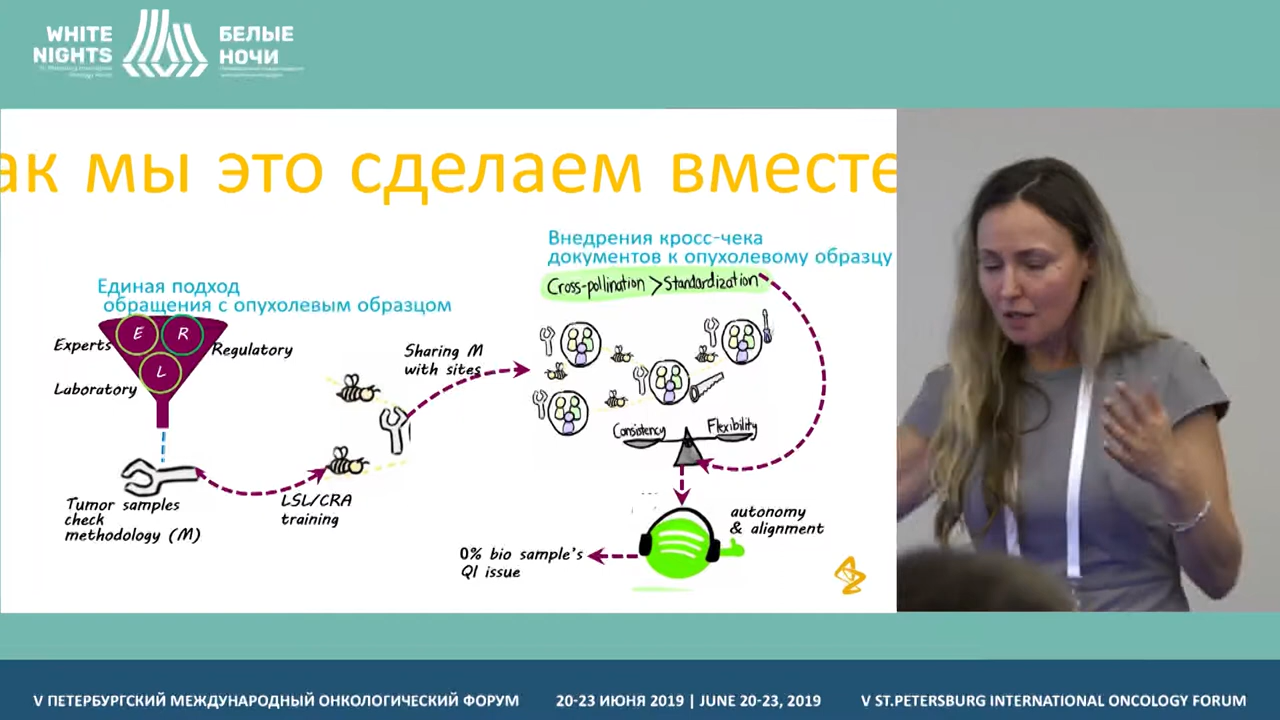 WHITE
NIGHTS
БЕЛЫЕ
НОЧИ
ак мы это сделаем вместе
Единая подход
обращения с опухолевым образцом
E
R
L
Experts
Regulatory
Laboratory
Tumor samples
check
methodology (M)
LSL/CRA
training
Sharing M
with sites
Внедрения кросс-чека
документов к опухолевому образцу
Cross-pollination > Standardization
Consistency
Flexibility
autonomy
& alignment
0% bio sample's
QI issue
V ПЕТЕРБУРГСКИЙ МЕЖДУНАРОДНЫЙ ОНКОЛОГИЧЕСКИЙ ФОРУМ
20-23 ИЮНЯ 2019 | JUNE 20-23, 2019
V ST.PETERSBURG INTERNATIONAL ONCOLOGY FORUM